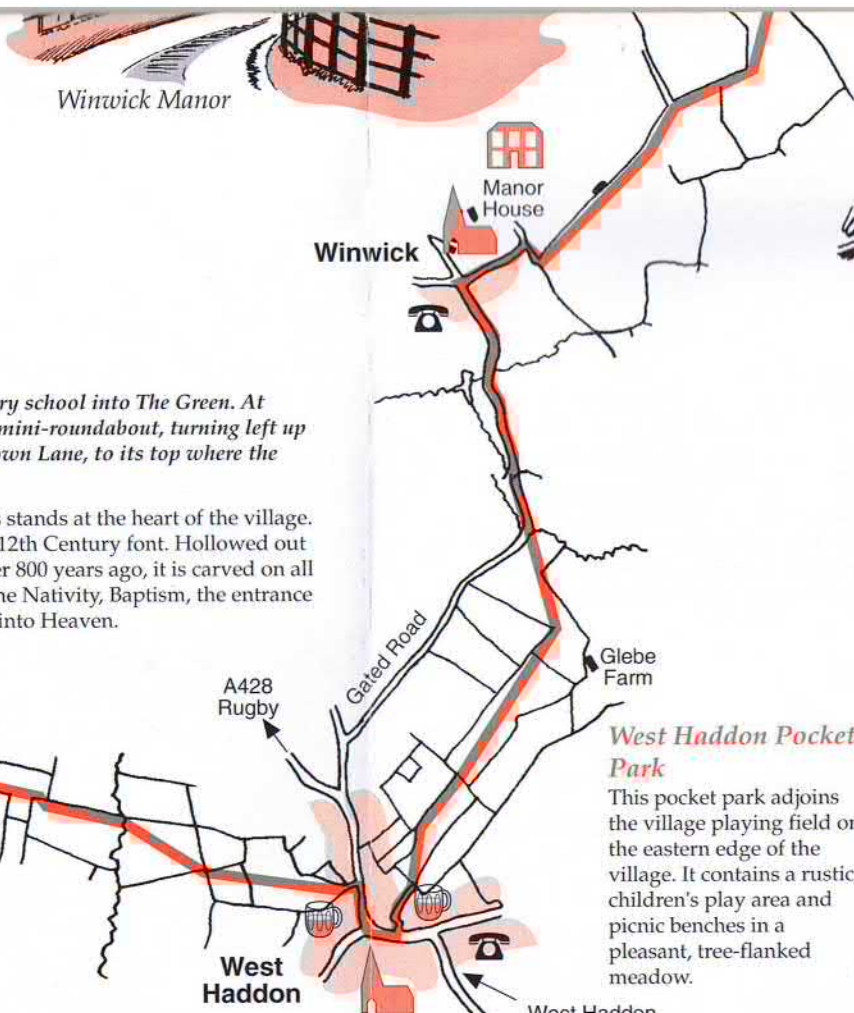 Winwick Manor
Manor
House
Winwick
ry school into The Green. At
mini-roundabout, turning left up
own Lane, to its top where the
s stands at the heart of the village.
12th Century font. Hollowed out
er 800 years ago, it is carved on all
he Nativity, Baptism, the entrance
into Heaven.
Gated Road
A428
Rugby
Glebe
Farm
West Haddon Pocket
Park
This pocket park adjoins
the village playing field on
the eastern edge of the
village. It contains a rustic
children's play area and
picnic benches in a
pleasant, tree-flanked
meadow.
West
Haddon
West Haddon